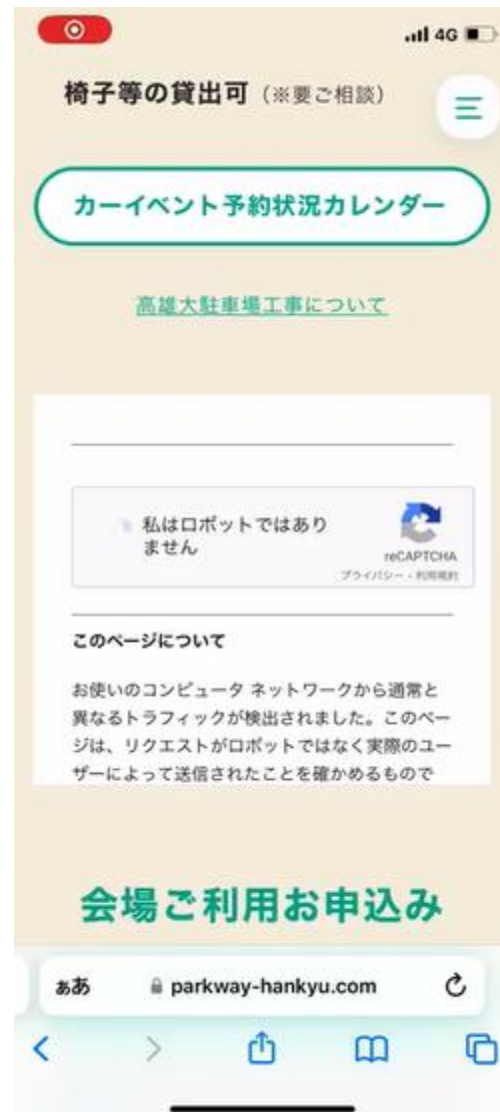 4G
椅子等の貸出可（※要ご相談）
カーイベント予約状況カレンダー
高雄大駐車場工事について
私はロボットではあり
ません
reCAPTCHA
プライバシー - 利用規約
このページについて
お使いのコンピュータ ネットワークから通常と
異なるトラフィックが検出されました。このペー
ジは、リクエストがロボットではなく実際のユー
ザーによって送信されたことを確かめるもので
会場ご利用お申込み
ぁあ
parkway-hankyu.com